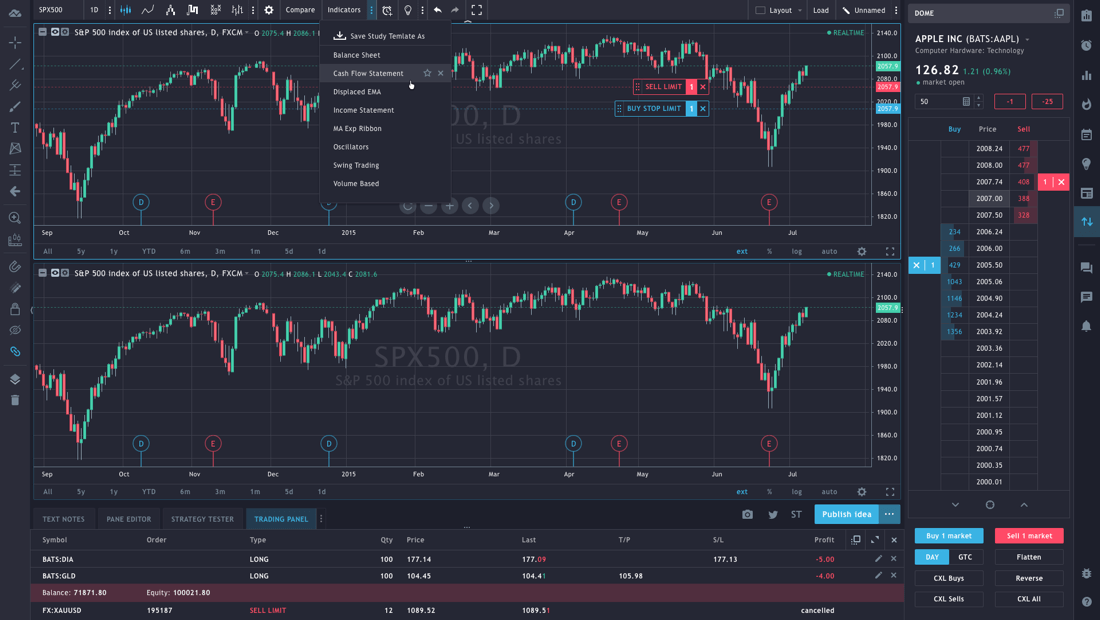 SPX500 1D Compare Indicators Layout Load Unnamed
S&P 500 Index of US listed shares, D, FXCM O 2075.4 H 2086.1 REALTIME
Save Study Temlate As
Balance Sheet
Cash Flow Statement
Displaced EMA
Income Statement
MA Exp Ribbon
Oscillators
Swing Trading
Volume Based
SELL LIMIT 1
BUY STOP LIMIT 1
00, D
ex of US listed shares
2140.0
2100.0
2057.9
2080.0
2057.9
2020.0
2057.9
1980.0
1940.0
1900.0
1860.0
1820.0
D E D D E E
Sep Oct Nov Dec 2015 Feb Mar Apr May Jun Jul
All 5y 1y YTD 6m 3m 1m 5d 1d ext % log auto
S&P 500 Index of US listed shares, D, FXCM O 2075.4 H 2086.1 L 2043.4 C 2081.6 REALTIME
SPX500, D
S&P 500 index of US listed shares
2140.0
2100.0
2057.9
2080.0
2020.0
1980.0
1940.0
1900.0
1860.0
1820.0
D E D D E E
Sep Oct Nov Dec 2015 Feb Mar Apr May Jun Jul
All 5y 1y YTD 6m 3m 1m 5d 1d ext % log auto
TEXT NOTES PANE EDITOR STRATEGY TESTER TRADING PANEL ST Publish idea
Symbol Order Type Qty Price Last T/P S/L Profit
BATS:DIA LONG 100 177.14 177.09 177.13 -5.00
BATS:GLD LONG 100 104.45 104.41 105.98 -4.00
Balance: 71871.80 Equity: 100021.80
FX:XAUUSD 195187 SELL LIMIT 12 1089.52 1089.51 cancelled
DOME
APPLE INC (BATS:AAPL)
Computer Hardware: Technology
126.82 1.21 (0.96%)
market open
50 -1 -25
Buy Price Sell
2008.24 477
2008.00 477
2007.74 408 1
2007.00 388
2007.50 328
234 2006.24
266 2006.00
1 429 2005.50
1043 2005.06
1146 2004.90
1234 2004.24
1356 2003.92
2003.36
2002.14
2001.96
2001.57
2001.12
2000.95
2000.74
2000.35
2000.01
Buy 1 market Sell 1 market
DAY GTC Flatten
CXL Buys Reverse
CXL Sells CXL All